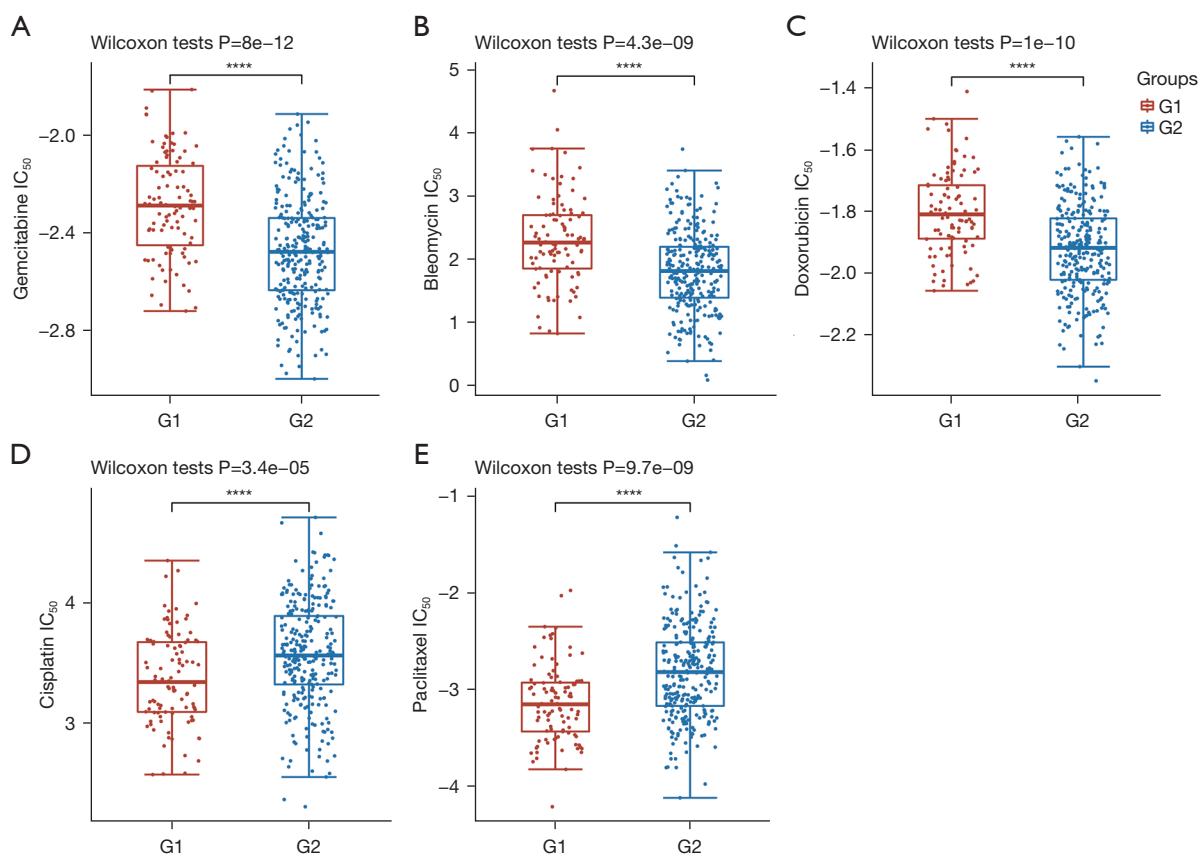 A
Wilcoxon tests P=8e−12
****
Gemcitabine IC50
−2.0
−2.4
−2.8
G1
G2
B
Wilcoxon tests P=4.3e−09
****
Bleomycin IC50
5
4
3
2
1
0
G1
G2
C
Wilcoxon tests P=1e−10
****
Doxorubicin IC50
−1.4
−1.6
−1.8
−2.0
−2.2
G1
G2
Groups
G1
G2
D
Wilcoxon tests P=3.4e−05
****
Cisplatin IC50
4
3
G1
G2
E
Wilcoxon tests P=9.7e−09
****
Paclitaxel IC50
−1
−2
−3
−4
G1
G2